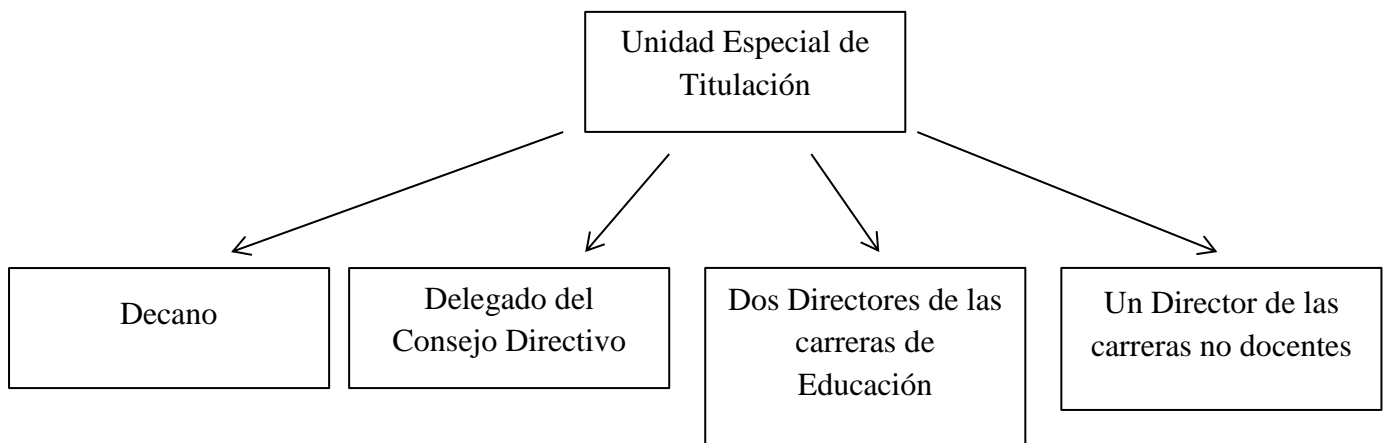 Unidad Especial de
Titulación
Decano
Delegado del
Consejo Directivo
Dos Directores de las
carreras de
Educación
Un Director de las
carreras no docentes